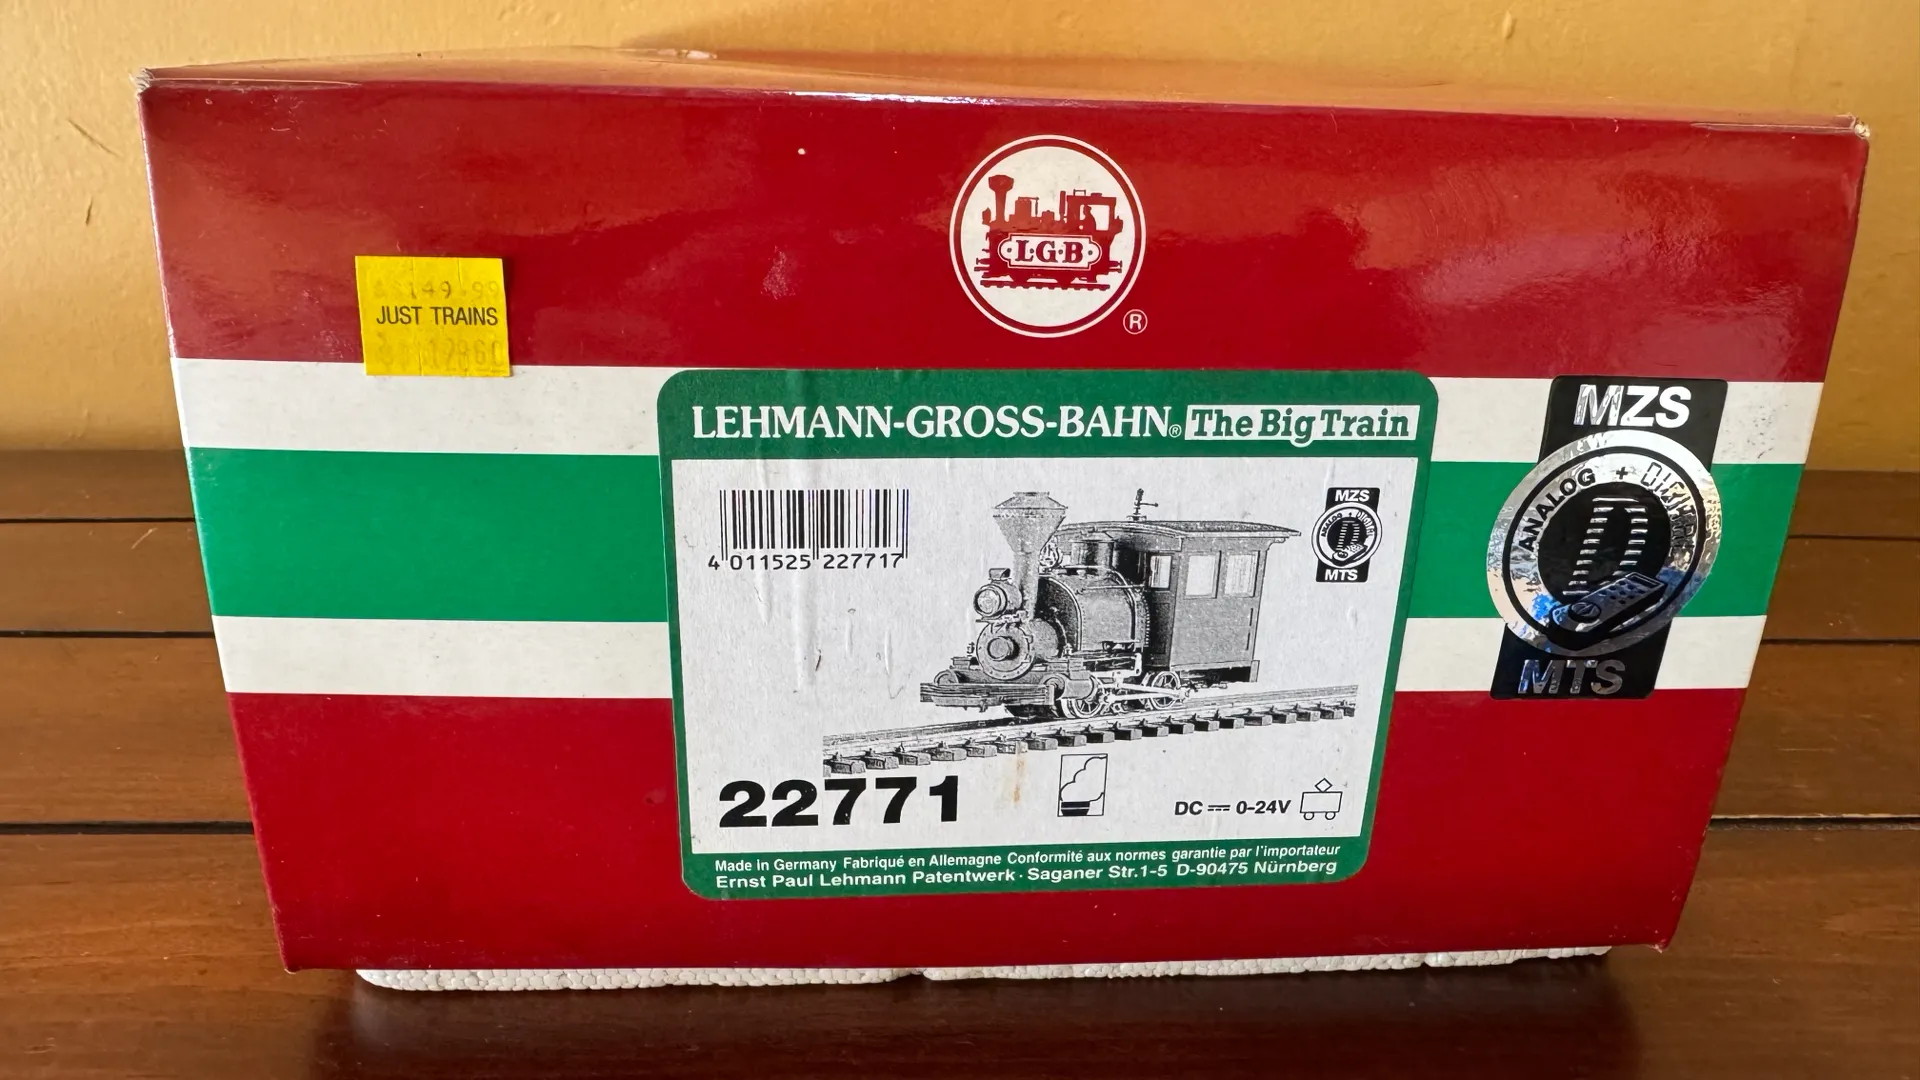 L·G·B
®
$149.99
JUST TRAINS
LEHMANN-GROSS-BAHN® The Big Train
MZS
ANALOG +
MTS
4 011525 227717
MZS
MTS
22771
DC 0-24V
Made in Germany Fabriqué en Allemagne Conformité aux normes garantie par l'importateur
Ernst Paul Lehmann Patentwerk · Saganer Str.1-5 D-90475 Nürnberg